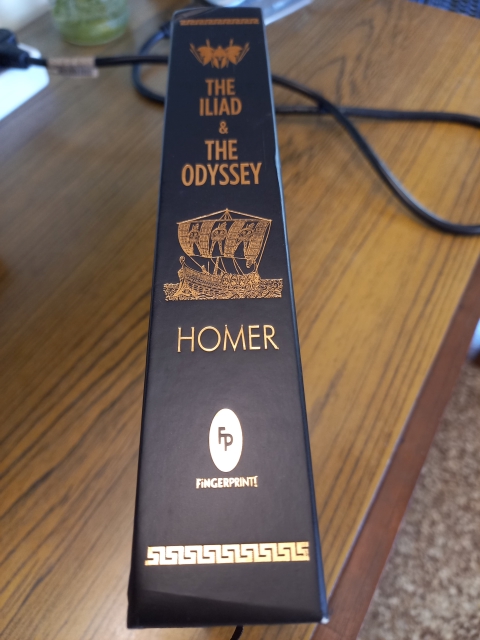 THE
ILIAD
&
THE
ODYSSEY
HOMER
FP
FiNGERPRINT!